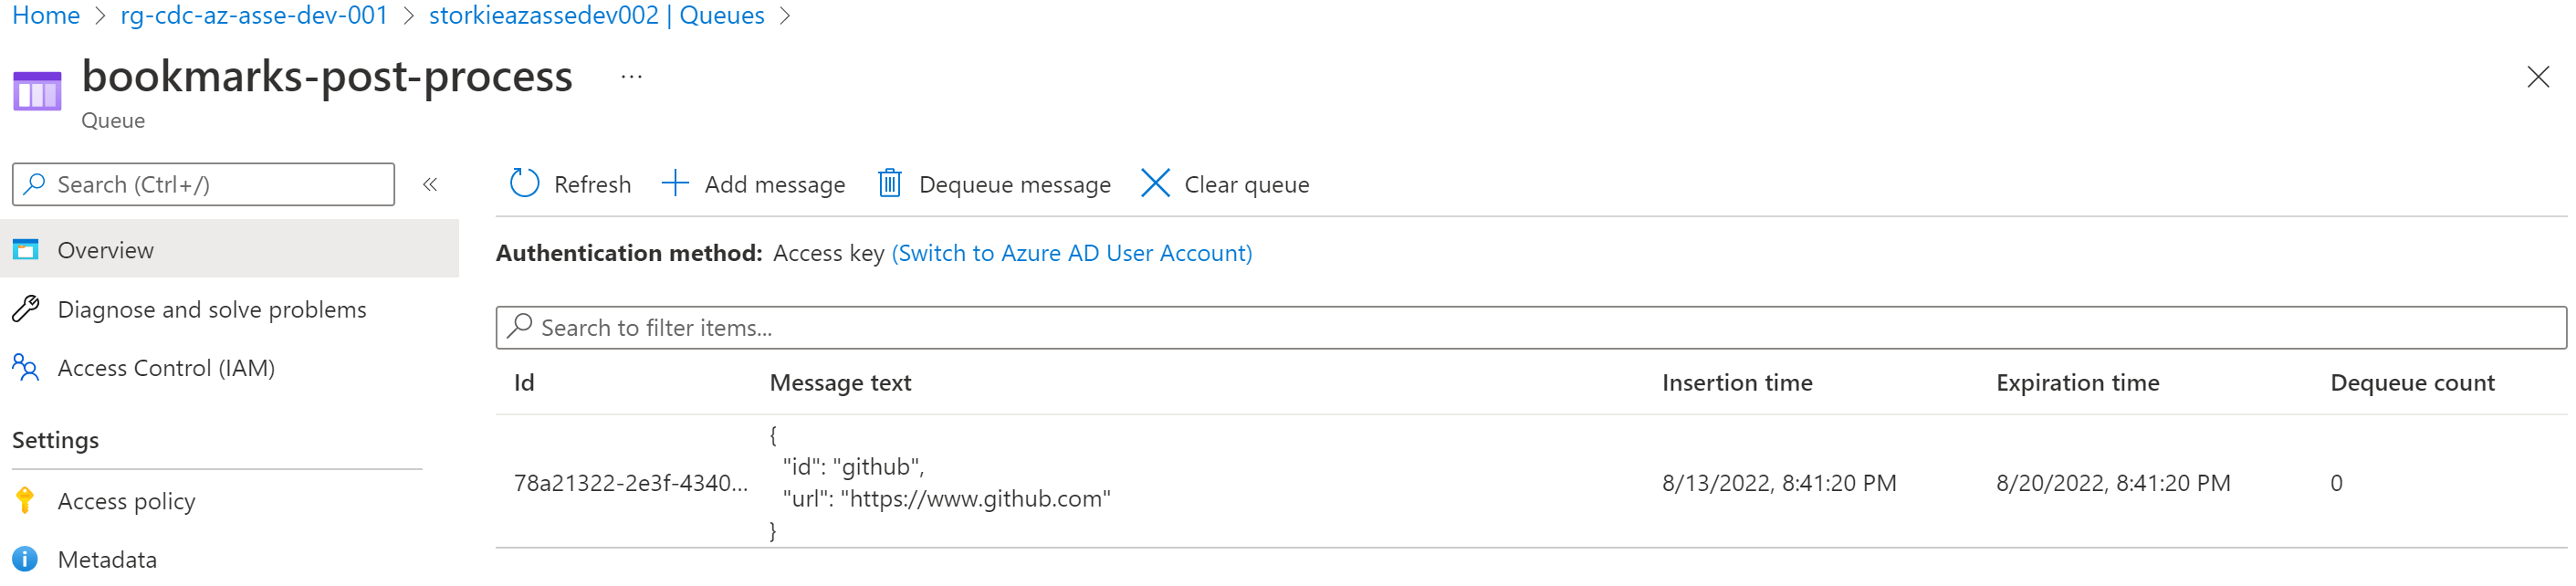 Home > rg-cdc-az-asse-dev-001 > storkieazassedev002 | Queues >
bookmarks-post-process ...
Queue
Search (Ctrl+/) «
Overview
Diagnose and solve problems
Access Control (IAM)
Settings
Access policy
Metadata
Refresh Add message Dequeue message Clear queue
Authentication method: Access key (Switch to Azure AD User Account)
Search to filter items...
Id Message text Insertion time Expiration time Dequeue count
{
"id": "github",
78a21322-2e3f-4340... 8/13/2022, 8:41:20 PM 8/20/2022, 8:41:20 PM 0
"url": "https://www.github.com"
}